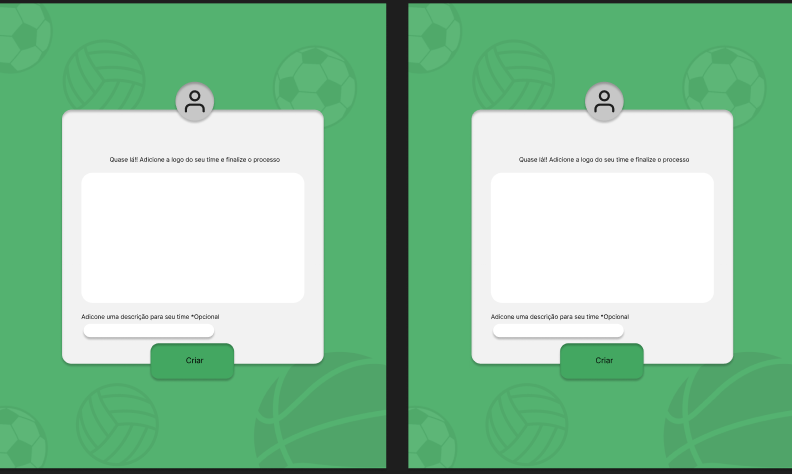 Quase lá!! Adicione a logo do seu time e finalize o processo
Adicone uma descrição para seu time *Opcional
Criar
Quase lá!! Adicione a logo do seu time e finalize o processo
Adicone uma descrição para seu time *Opcional
Criar